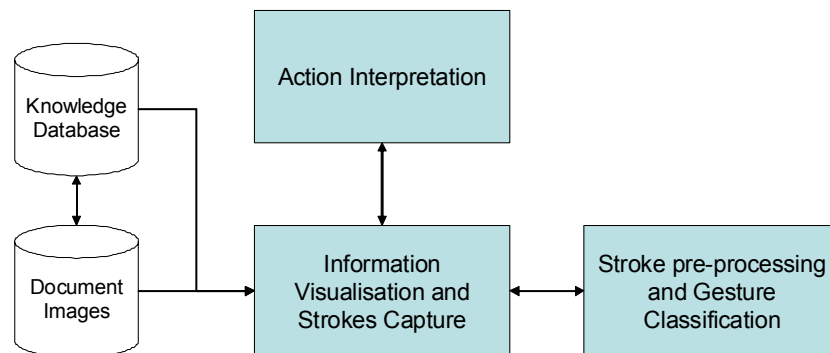 Knowledge
Database
Action Interpretation
Document
Images
Information
Visualisation and
Strokes Capture
Stroke pre-processing
and Gesture
Classification